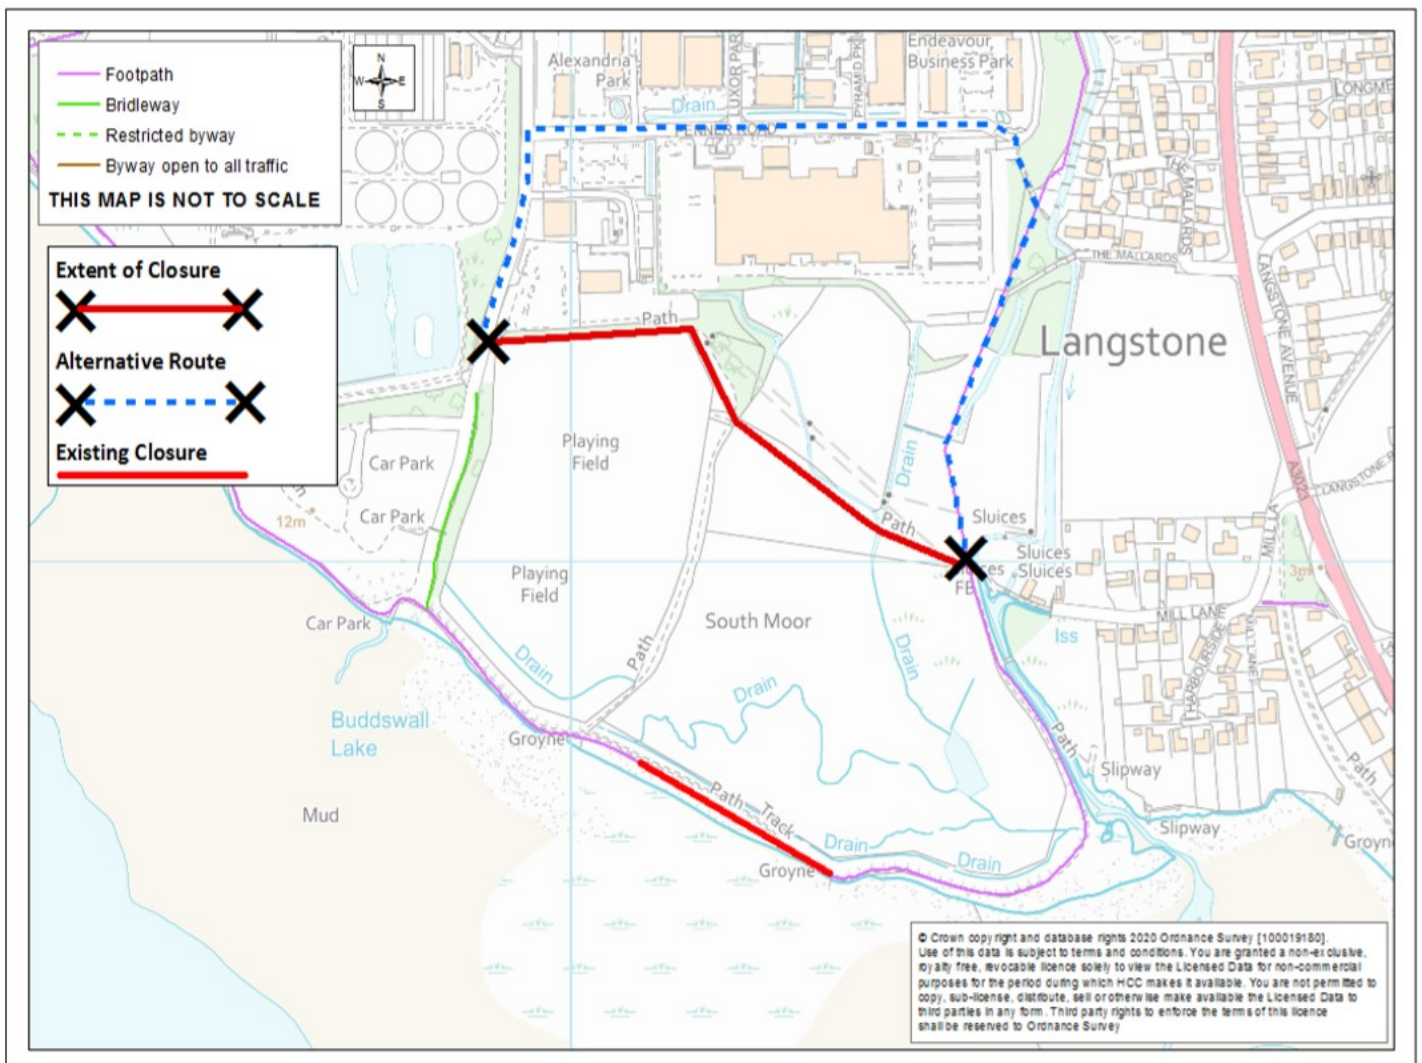 Footpath
Bridleway
Restricted byway
Byway open to all traffic
THIS MAP IS NOT TO SCALE
N
W E
S
Extent of Closure
Alternative Route
Existing Closure
Alexandria
Park
Drain
PYRAMID PK
Endeavour
Business Park
PENNER ROAD
THE MALLARDS
THE MALLARDS
LANGSTONE AVENUE
A3023
Langstone
Path
Playing
Field
Car Park
Car Park
12m
Drain
Path
Sluices
Sluices
Sluices
FB
MILL LANE
3m
Iss
HARBOURSIDE
Playing
Field
Car Park
South Moor
Path
Drain
Drain
Drain
Buddswall
Lake
Groyne
Mud
Path
Track
Path
Slipway
Slipway
Path
Drain
Drain
Groyne
© Crown copyright and database rights 2020 Ordnance Survey [100019180].
Use of this data is subject to terms and conditions. You are granted a non-exclusive,
royalty free, revocable licence solely to view the Licensed Data for non-commercial
purposes for the period during which HCC makes it available. You are not permitted to
copy, sub-license, distribute, sell or otherwise make available the Licensed Data to
third parties in any form. Third party rights to enforce the terms of this licence
shall be reserved to Ordnance Survey